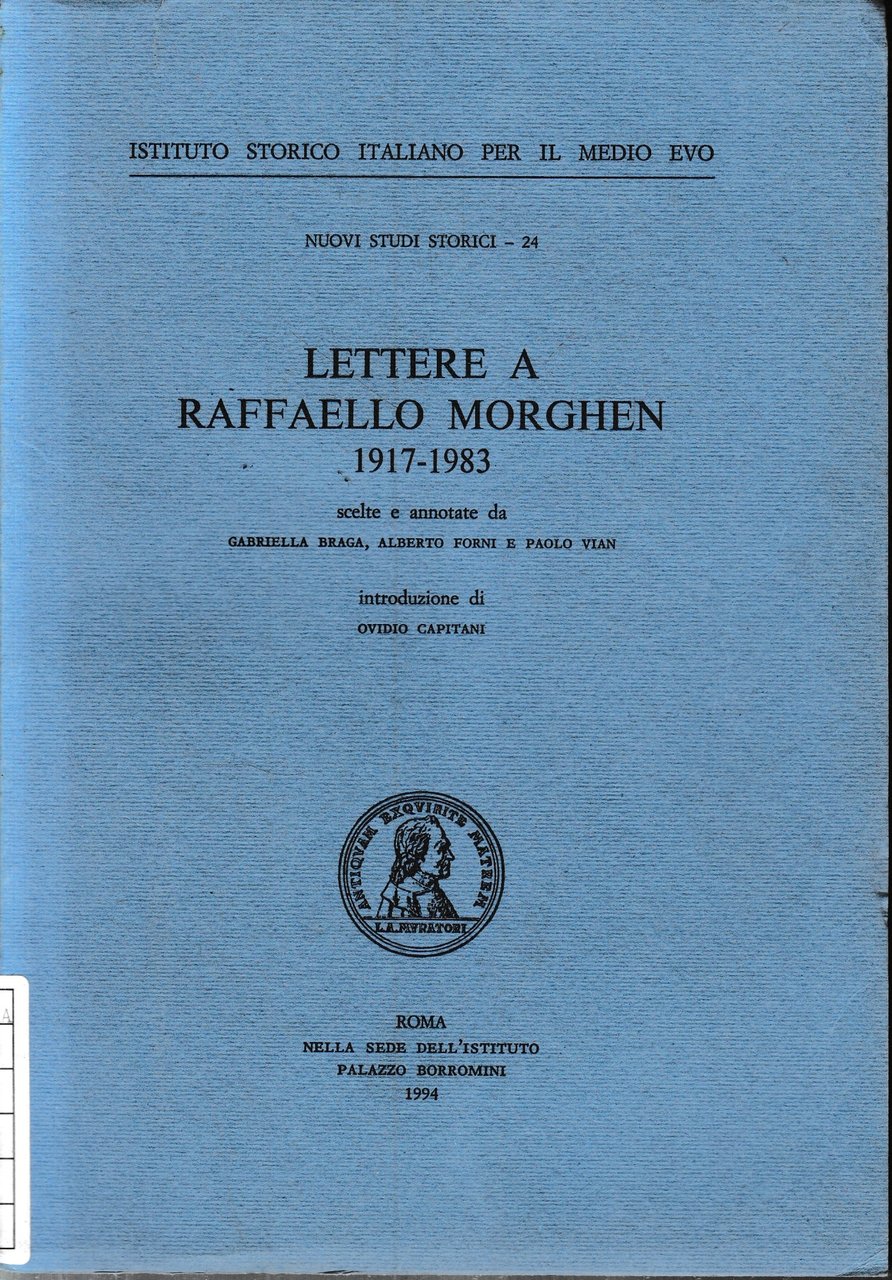 ISTITUTO STORICO ITALIANO PER IL MEDIO EVO
NUOVI STUDI STORICI – 24
LETTERE A
RAFFAELLO MORGHEN
1917-1983
scelte e annotate da
GABRIELLA BRAGA, ALBERTO FORNI E PAOLO VIAN
introduzione di
OVIDIO CAPITANI
ANTIQVAM EXQVIRITE MATREM
L.A.MVRATORI
ROMA
NELLA SEDE DELL'ISTITUTO
PALAZZO BORROMINI
1994
A